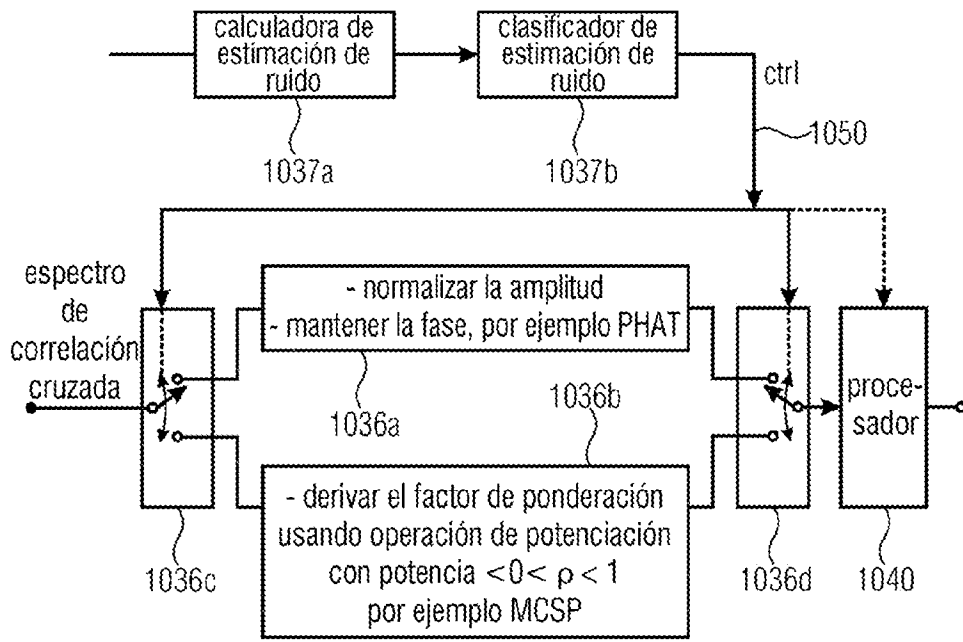 calculadora de
estimación de
ruido
clasificador de
estimación de
ruido
ctrl
1050
1037a
1037b
espectro
de
correlación
cruzada
- normalizar la amplitud
- mantener la fase, por ejemplo PHAT
1036a
1036b
proce-
sador
- derivar el factor de ponderación
usando operación de potenciación
con potencia <0< ρ < 1
por ejemplo MCSP
1036c
1036d
1040